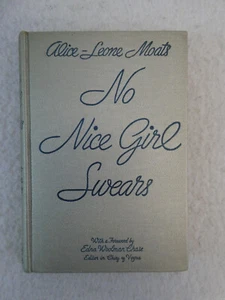 Alice-Leone Moats
No
Nice Girl
Swears
With a Foreword by
Edna Woolman Chase
Editor in Chief of Vogue